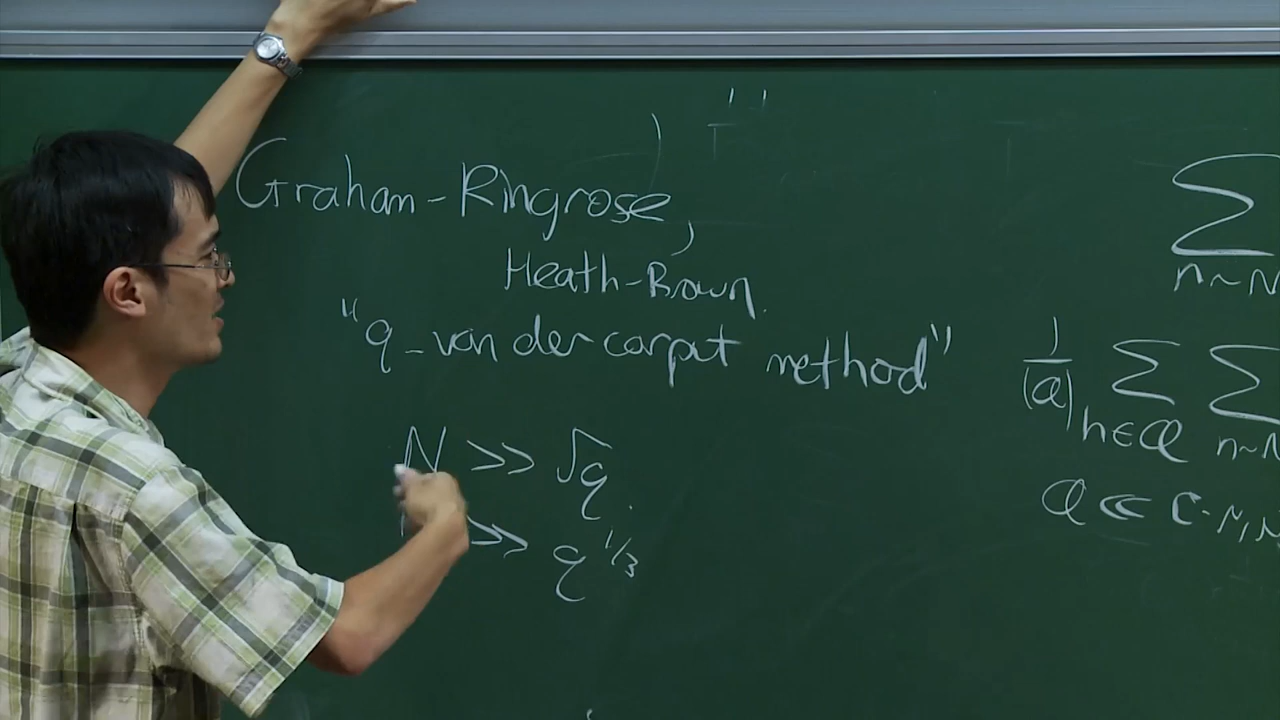 Graham-Ringrose,
Heath-Brown.
"q-van der corput method"
N >> √q.
>> q^1/3
∑ n~N
1/|Q| ∑ h∈Q ∑ n~N
Q <<